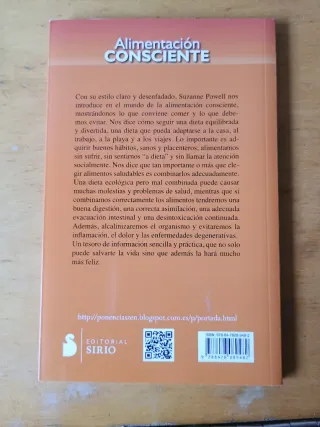 Alimentación
CONSCIENTE
Con su estilo claro y desenfadado, Suzanne Powell nos
introduce en el mundo de la alimentación consciente,
mostrándonos lo que conviene comer y lo que debe-
mos evitar. Nos dice cómo seguir una dieta equilibrada
y divertida, una dieta que pueda adaptarse a la casa, al
trabajo, a la playa y a los viajes. Lo importante es ad-
quirir buenos hábitos, sanos y placenteros, alimentarnos
sin sufrir, sin sentirnos "a dieta" y sin llamar la atención
socialmente. Nos dice que tan importante o más que ele-
gir alimentos saludables es combinarlos adecuadamente.
Una dieta ecológica pero mal combinada puede causar
muchas molestias y problemas de salud, mientras que si
combinamos correctamente los alimentos tendremos una
buena digestión, una correcta asimilación, una adecuada
evacuación intestinal y una desintoxicación continuada.
Además, alcalinizaremos el organismo y evitaremos la
inflamación, el dolor y las enfermedades degenerativas.
Un tesoro de información sencilla y práctica, que no solo
puede salvarte la vida sino que además la hará mucho
más feliz.
http://ponenciaszen.blogspot.com.es/p/portada.html
EDITORIAL
SIRIO